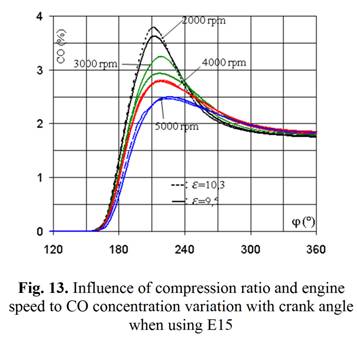 4
CO (%)
2000 rpm
3000 rpm
4000 rpm
3
2
5000 rpm
1
: ε=10,3
: ε=9,
φ(°)
0
120 180 240 300 360
Fig. 13. Influence of compression ratio and engine
speed to CO concentration variation with crank angle
when using E15